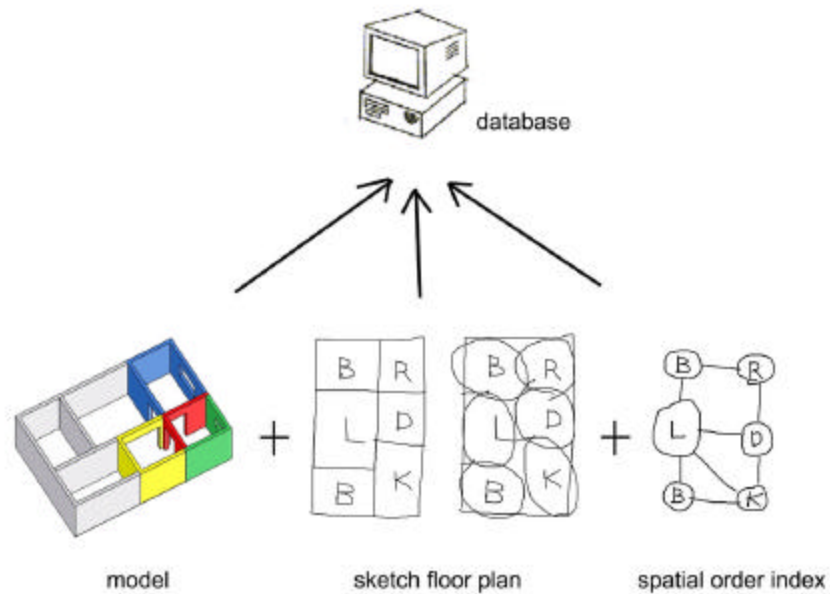 database
B R
L D
B K
B R
L D
B K
B R
L D
B K
+ +
model
sketch floor plan
spatial order index